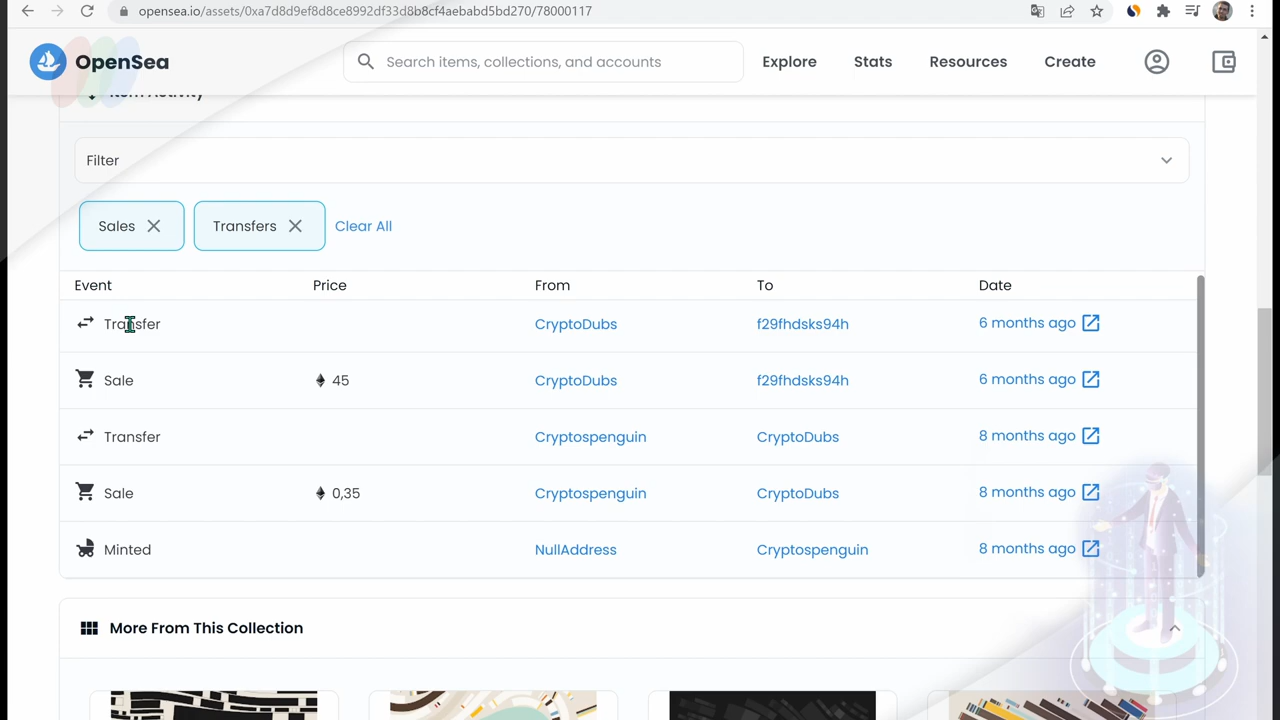 opensea.io/assets/0xa7d8d9ef8d8ce8992df33d8b8cf4aebabd5bd270/78000117
OpenSea
Search items, collections, and accounts
Explore
Stats
Resources
Create
Item Activity
Filter
Sales
Transfers
Clear All
Event Price From To Date
Transfer CryptoDubs f29fhdsks94h 6 months ago
Sale 45 CryptoDubs f29fhdsks94h 6 months ago
Transfer Cryptospenguin CryptoDubs 8 months ago
Sale 0,35 Cryptospenguin CryptoDubs 8 months ago
Minted NullAddress Cryptospenguin 8 months ago
More From This Collection